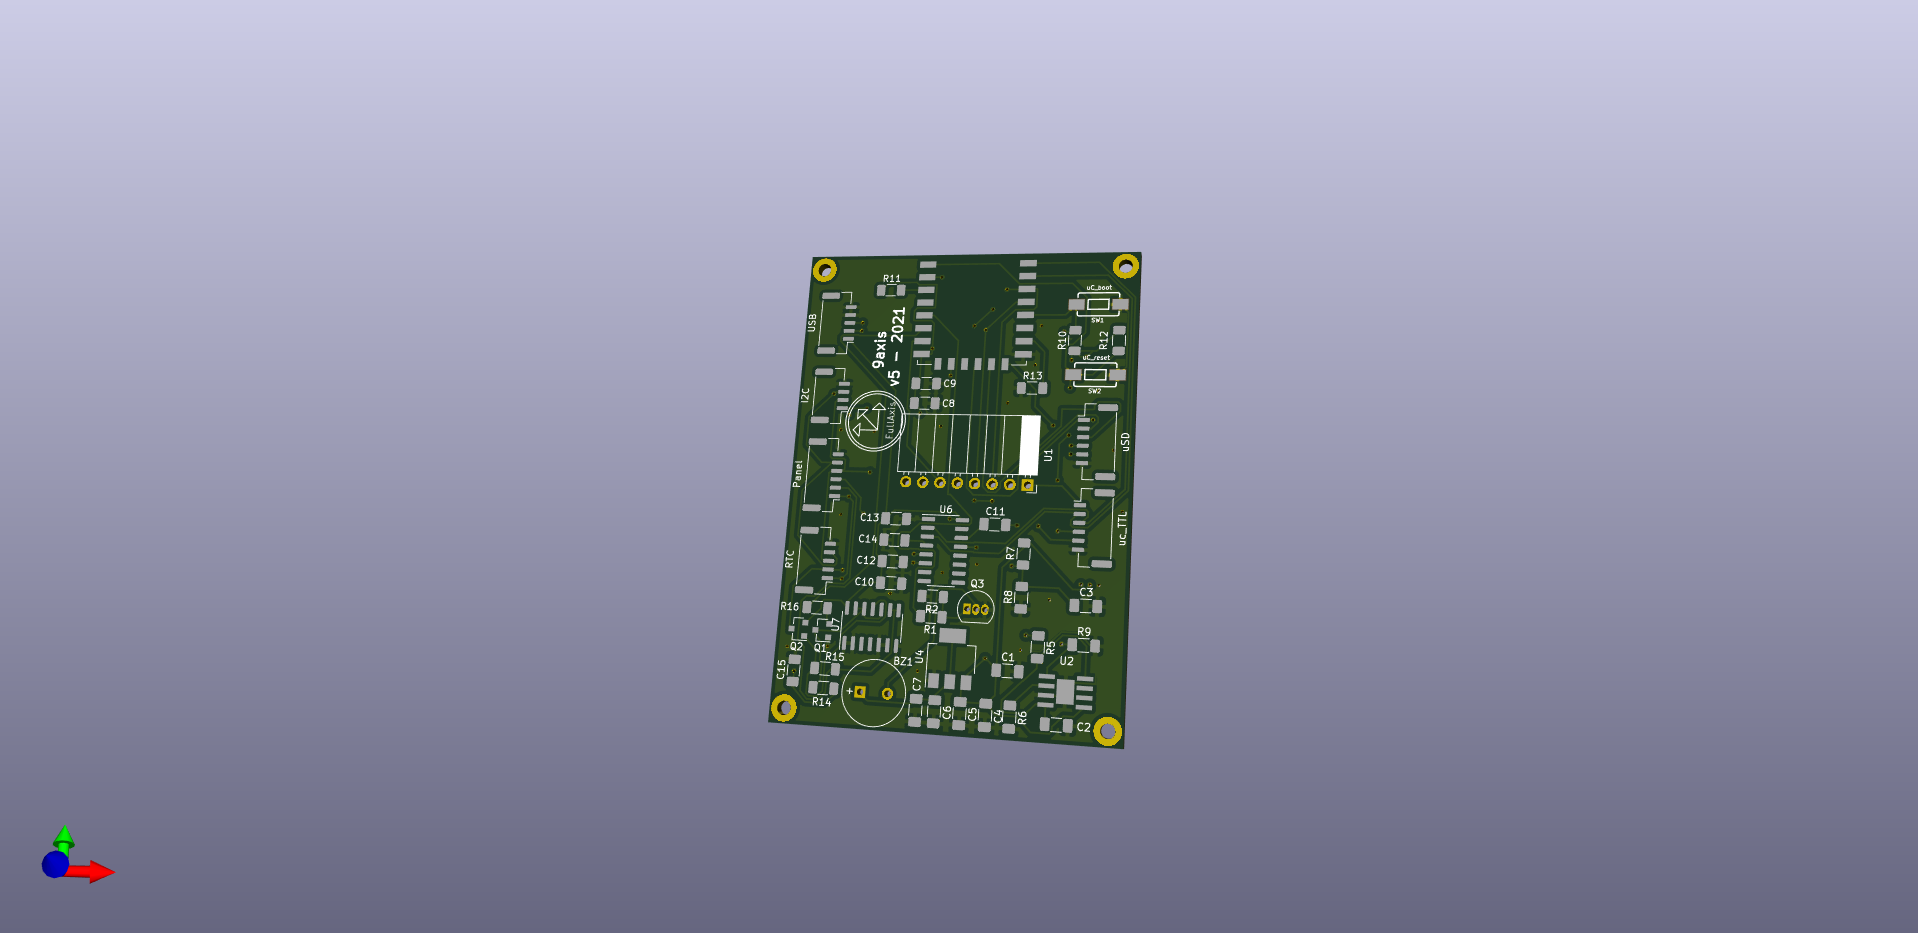 R11
uC_boot
SW1
USB
9axis
v5 - 2021
R10
R12
uC_reset
SW2
R13
C9
C8
I2C
FullAxis
U1
uSD
Panel
C13
U6
C11
uc_TTL
C14
R7
C12
RTC
C10
Q3
R8
C3
R16
R2
U7
R1
R9
Q2
Q1
R5
C15
R15
BZ1
U4
C1
U2
+
R14
C7
C6
C5
C4
R6
C2